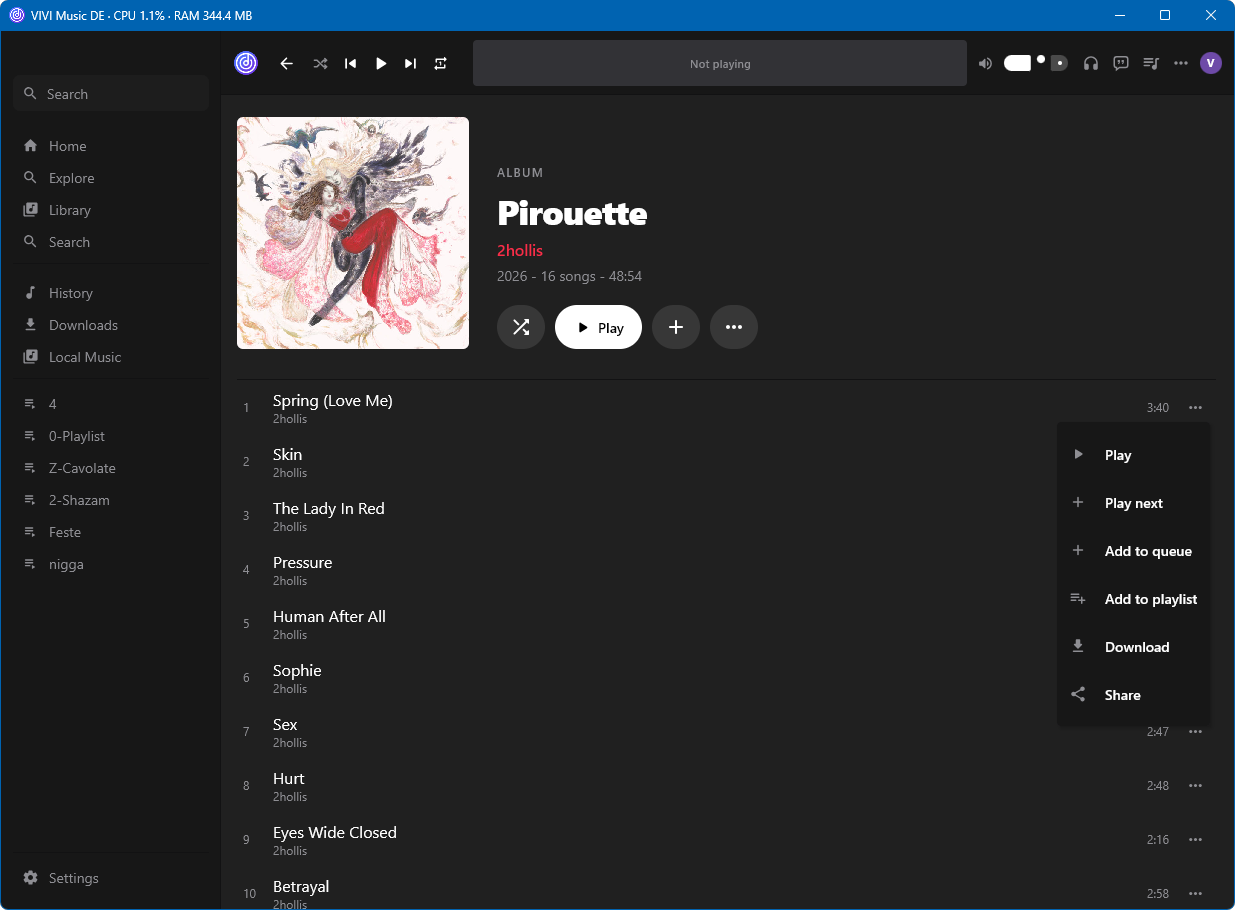 VIVI Music DE · CPU 1.1% · RAM 344.4 MB
Not playing
V
Search
Home
Explore
Library
Search
History
Downloads
Local Music
4
0-Playlist
Z-Cavolate
2-Shazam
Feste
nigga
Settings
ALBUM
Pirouette
2hollis
2026 - 16 songs - 48:54
Play
1 Spring (Love Me) 3:40
2hollis
2 Skin
2hollis
3 The Lady In Red
2hollis
4 Pressure
2hollis
5 Human After All
2hollis
6 Sophie
2hollis
7 Sex 2:47
2hollis
8 Hurt 2:48
2hollis
9 Eyes Wide Closed 2:16
2hollis
10 Betrayal 2:58
2hollis
Play
Play next
Add to queue
Add to playlist
Download
Share